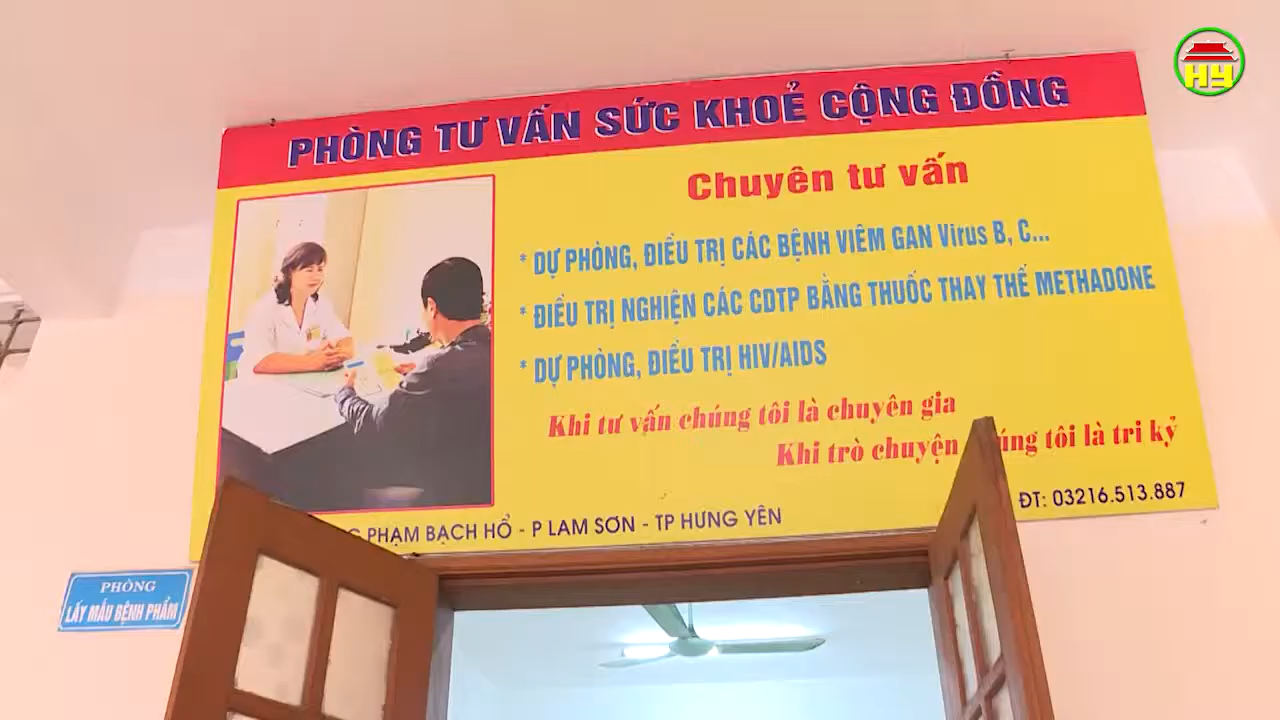 HY
PHÒNG TƯ VẤN SỨC KHOẺ CỘNG ĐỒNG
Chuyên tư vấn
* DỰ PHÒNG, ĐIỀU TRỊ CÁC BỆNH VIÊM GAN Virus B, C...
* ĐIỀU TRỊ NGHIỆN CÁC CDTP BẰNG THUỐC THAY THẾ METHADONE
* DỰ PHÒNG, ĐIỀU TRỊ HIV/AIDS
Khi tư vấn chúng tôi là chuyên gia
Khi trò chuyện chúng tôi là tri kỷ
PHẠM BẠCH HỔ - P LAM SƠN - TP HƯNG YÊN
ĐT: 03216.513.887
PHÒNG
LẤY MẪU BỆNH PHẨM